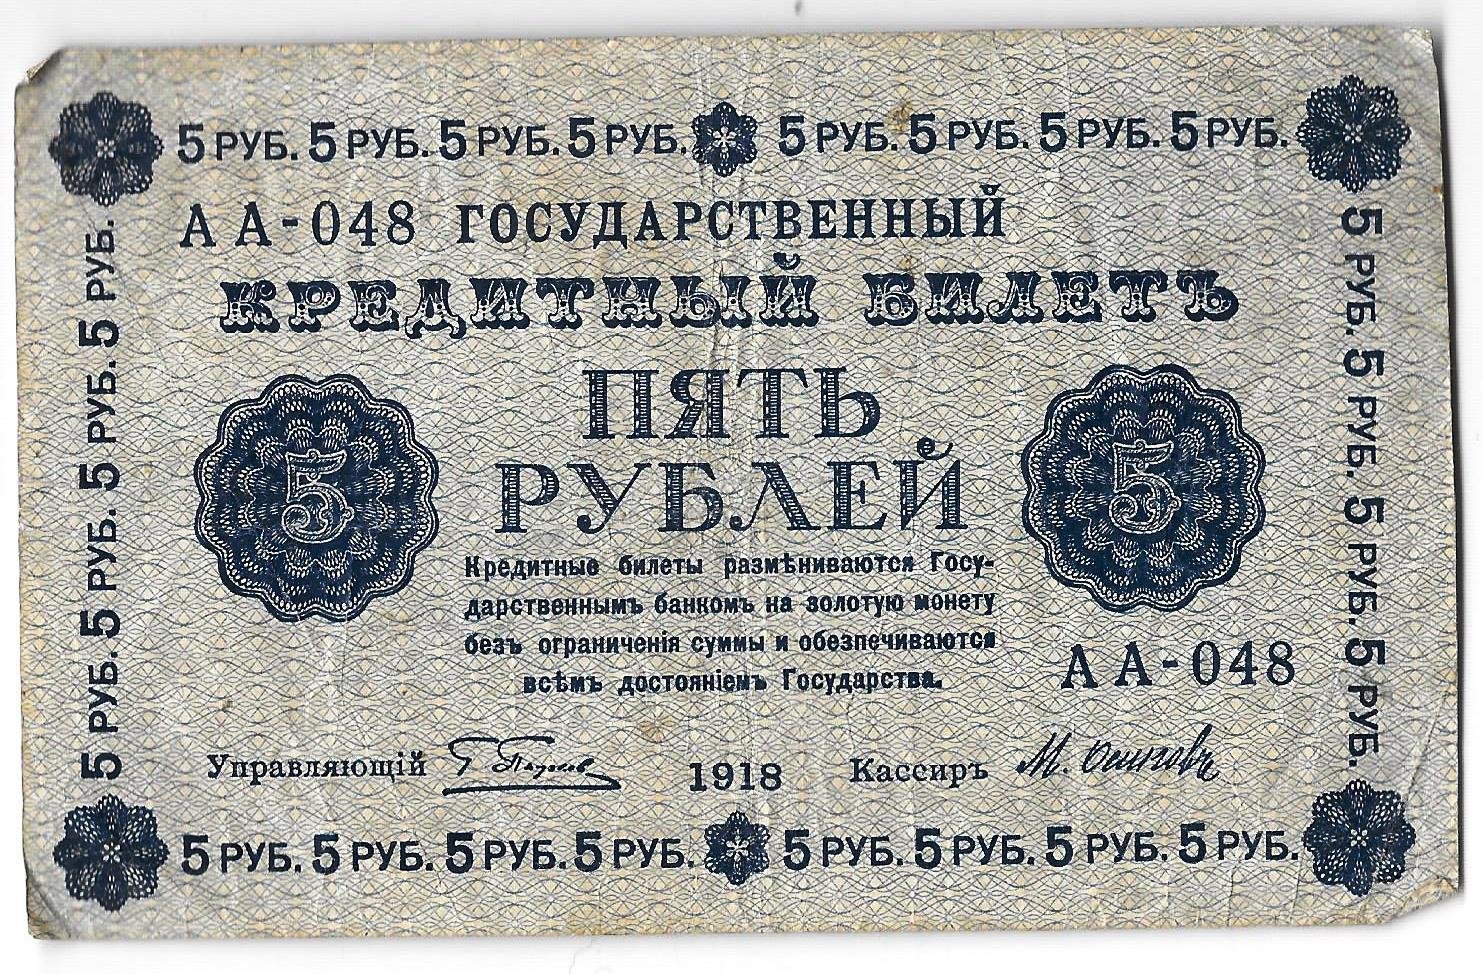 5 РУБ. 5 РУБ. 5 РУБ. 5 РУБ. 5 РУБ. 5 РУБ. 5 РУБ. 5 РУБ.
АА-048 ГОСУДАРСТВЕННЫЙ
КРЕДИТНЫЙ БИЛЕТЪ
ПЯТЬ
РУБЛЕЙ
5
5
Кредитные билеты размѣниваются Госу-
дарственнымъ банкомъ на золотую монету
безъ ограниченія суммы и обезпечиваются
всѣмъ достояніемъ Государства.
АА-048
Управляющій 1918 Кассиръ М. Осиповъ
5 РУБ. 5 РУБ. 5 РУБ. 5 РУБ. 5 РУБ. 5 РУБ. 5 РУБ. 5 РУБ.
5 РУБ. 5 РУБ. 5 РУБ. 5 РУБ.
5 РУБ. 5 РУБ. 5 РУБ. 5 РУБ.